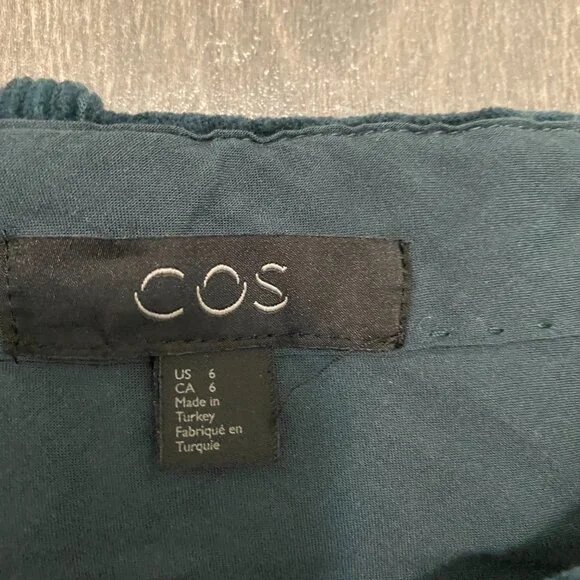 COS
US 6
CA 6
Made in
Turkey
Fabriqué en
Turquie